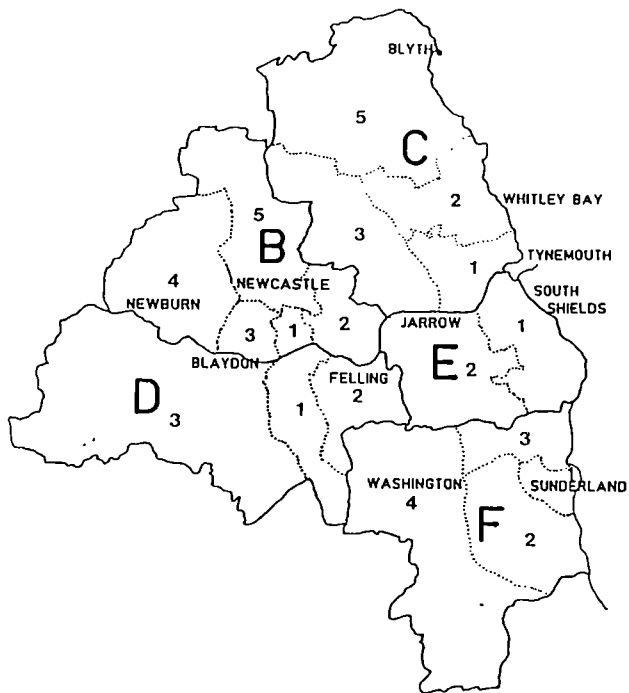 BLYTH
5
C
2
WHITLEY BAY
5
3
B
TYNEMOUTH
1
4
NEWCASTLE
SOUTH
SHIELDS
NEWBURN
2
JARROW
1
3
1
BLAYDON
E
2
FELLING
D
1
2
3
3
WASHINGTON
SUNDERLAND
4
F
2